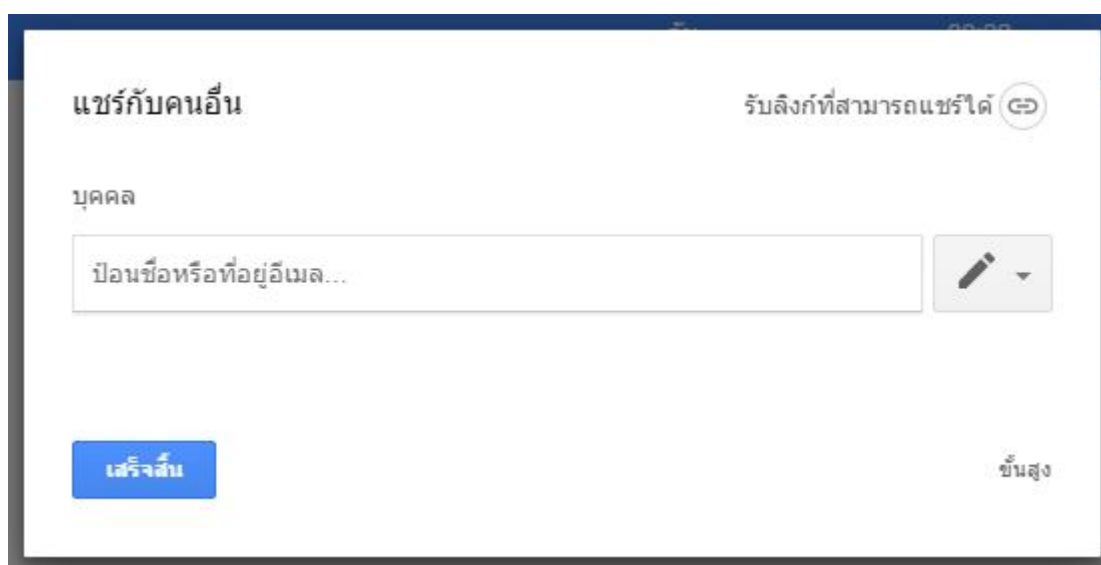 แชร์กับคนอื่น
รับลิงก์ที่สามารถแชร์ได้
บุคคล
ป้อนชื่อหรือที่อยู่อีเมล...
เสร็จสิ้น
ขั้นสูง